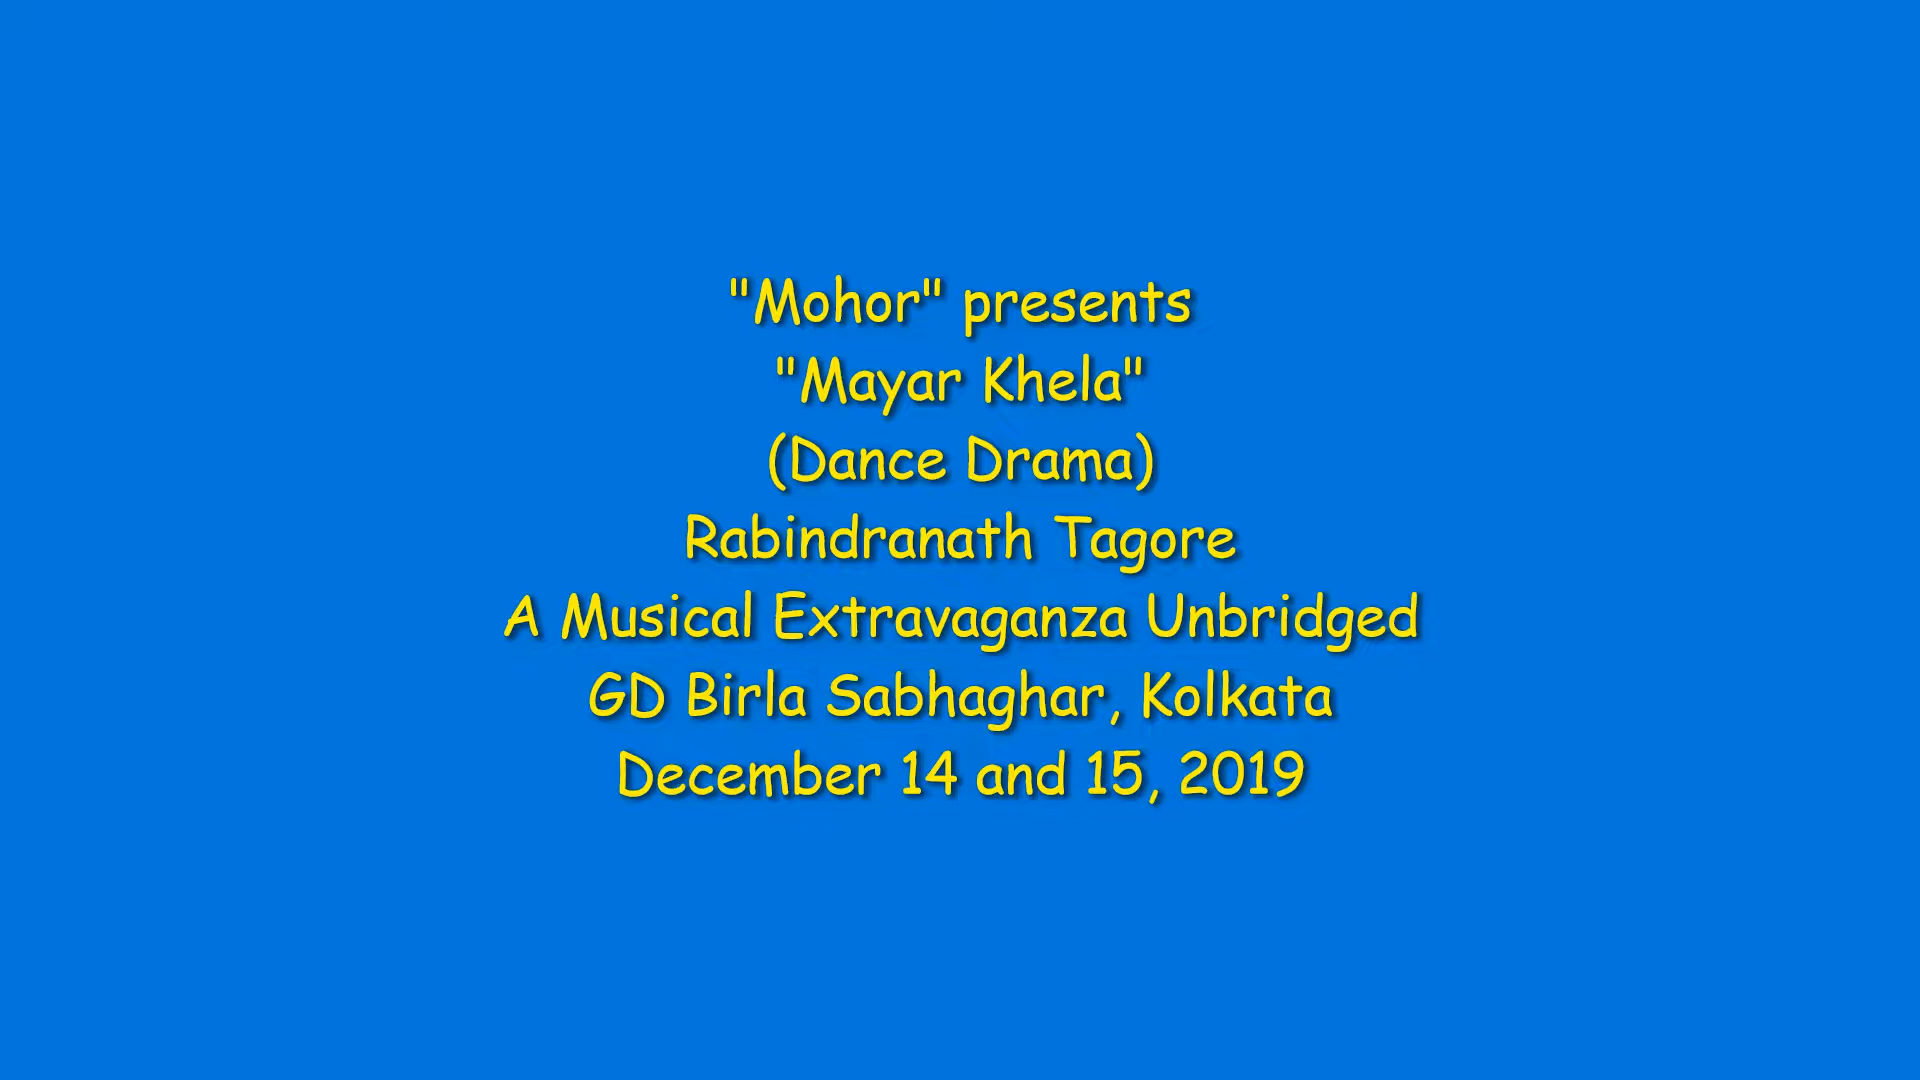 "Mohor" presents
"Mayar Khela"
(Dance Drama)
Rabindranath Tagore
A Musical Extravaganza Unbridged
GD Birla Sabhaghar, Kolkata
December 14 and 15, 2019